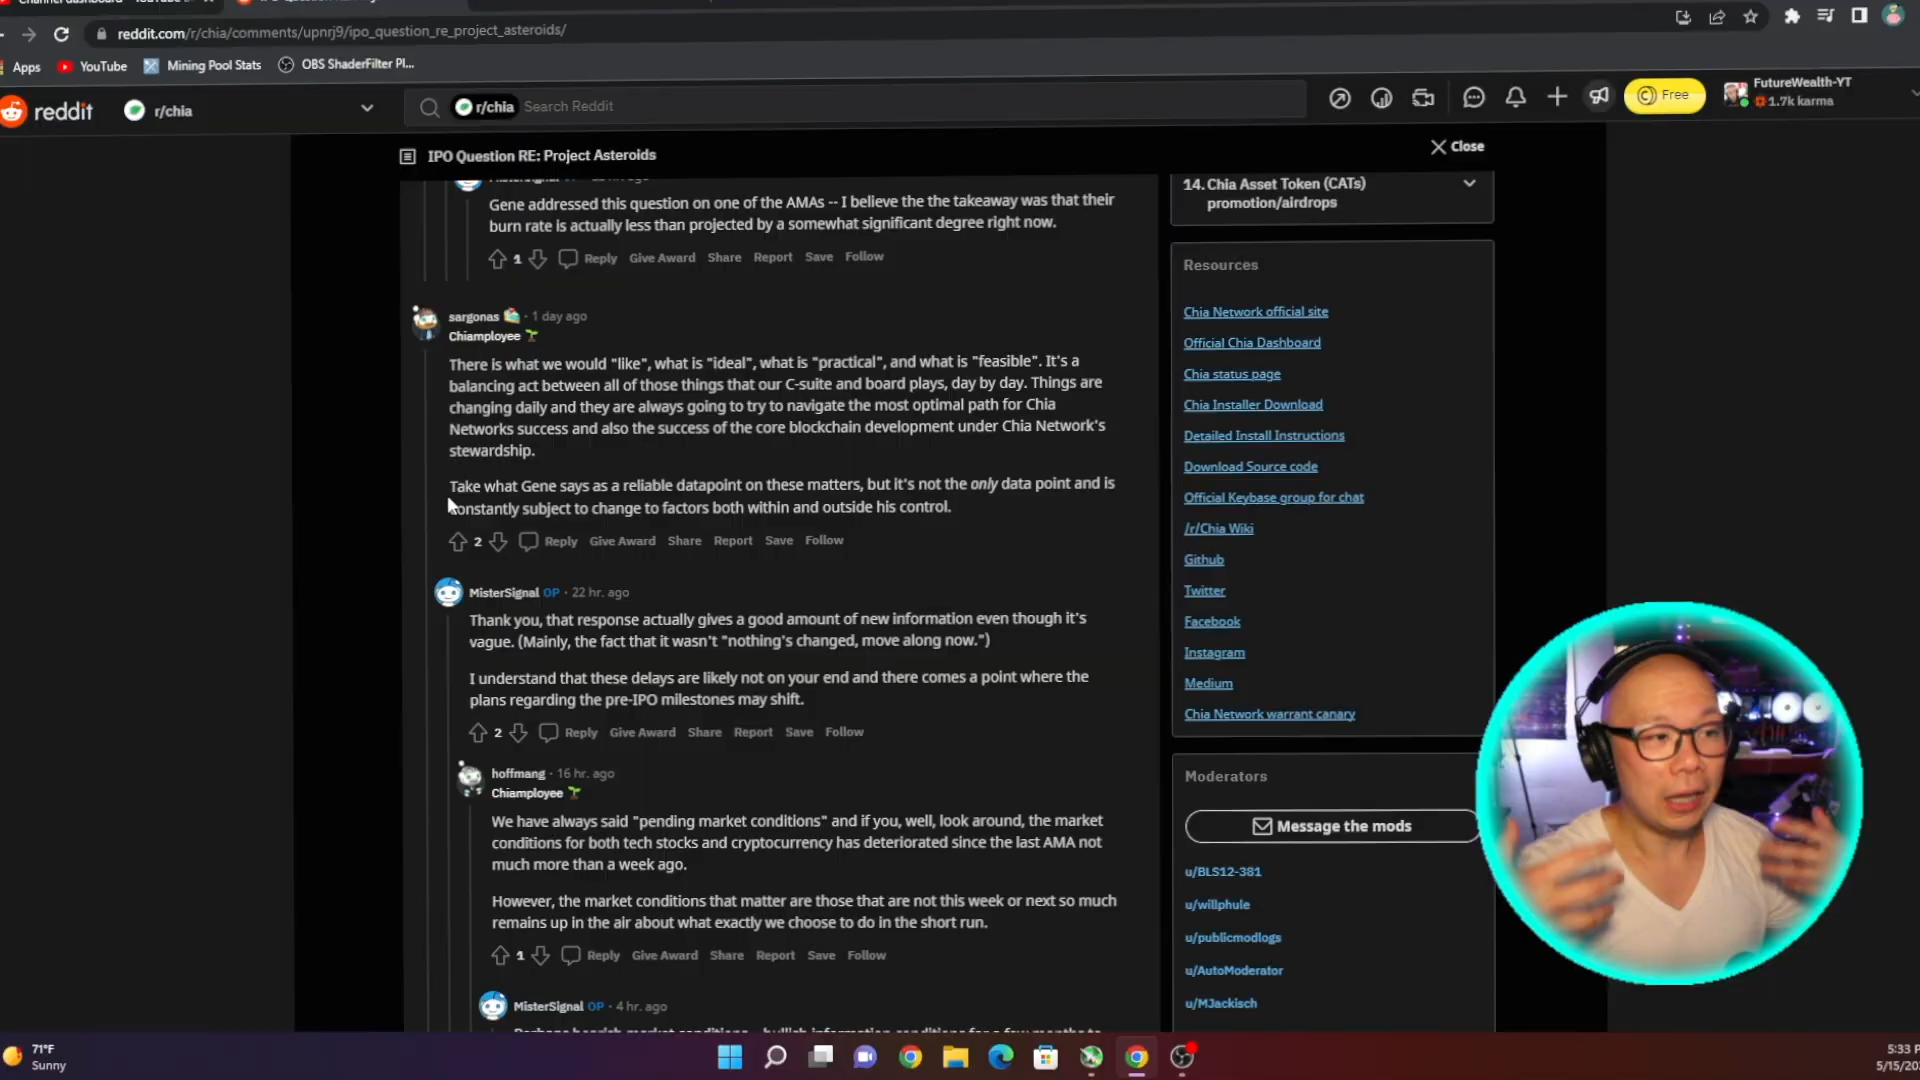 reddit.com/r/chia/comments/upnrj9/ipo_question_re_project_asteroids/
Apps YouTube Mining Pool Stats OBS ShaderFilter Pl...
reddit r/chia r/chia Search Reddit Free FutureWealth-YT
1.7k karma
IPO Question RE: Project Asteroids Close
Gene addressed this question on one of the AMAs -- I believe the the takeaway was that their
burn rate is actually less than projected by a somewhat significant degree right now.
1 Reply Give Award Share Report Save Follow
sargonas · 1 day ago
Chiamployee
There is what we would "like", what is "ideal", what is "practical", and what is "feasible". It's a
balancing act between all of those things that our C-suite and board plays, day by day. Things are
changing daily and they are always going to try to navigate the most optimal path for Chia
Networks success and also the success of the core blockchain development under Chia Network's
stewardship.
Take what Gene says as a reliable datapoint on these matters, but it's not the only data point and is
constantly subject to change to factors both within and outside his control.
2 Reply Give Award Share Report Save Follow
MisterSignal OP · 22 hr. ago
Thank you, that response actually gives a good amount of new information even though it's
vague. (Mainly, the fact that it wasn't "nothing's changed, move along now.")
I understand that these delays are likely not on your end and there comes a point where the
plans regarding the pre-IPO milestones may shift.
2 Reply Give Award Share Report Save Follow
hoffmang · 16 hr. ago
Chiamployee
We have always said "pending market conditions" and if you, well, look around, the market
conditions for both tech stocks and cryptocurrency has deteriorated since the last AMA not
much more than a week ago.
However, the market conditions that matter are those that are not this week or next so much
remains up in the air about what exactly we choose to do in the short run.
1 Reply Give Award Share Report Save Follow
MisterSignal OP · 4 hr. ago
14. Chia Asset Token (CATs)
promotion/airdrops
Resources
Chia Network official site
Official Chia Dashboard
Chia status page
Chia Installer Download
Detailed Install Instructions
Download Source code
Official Keybase group for chat
/r/Chia Wiki
Github
Twitter
Facebook
Instagram
Medium
Chia Network warrant canary
Moderators
Message the mods
u/BLS12-381
u/willphule
u/publicmodlogs
u/AutoModerator
u/MJackisch
71°F
Sunny
5:33 P
5/15/20